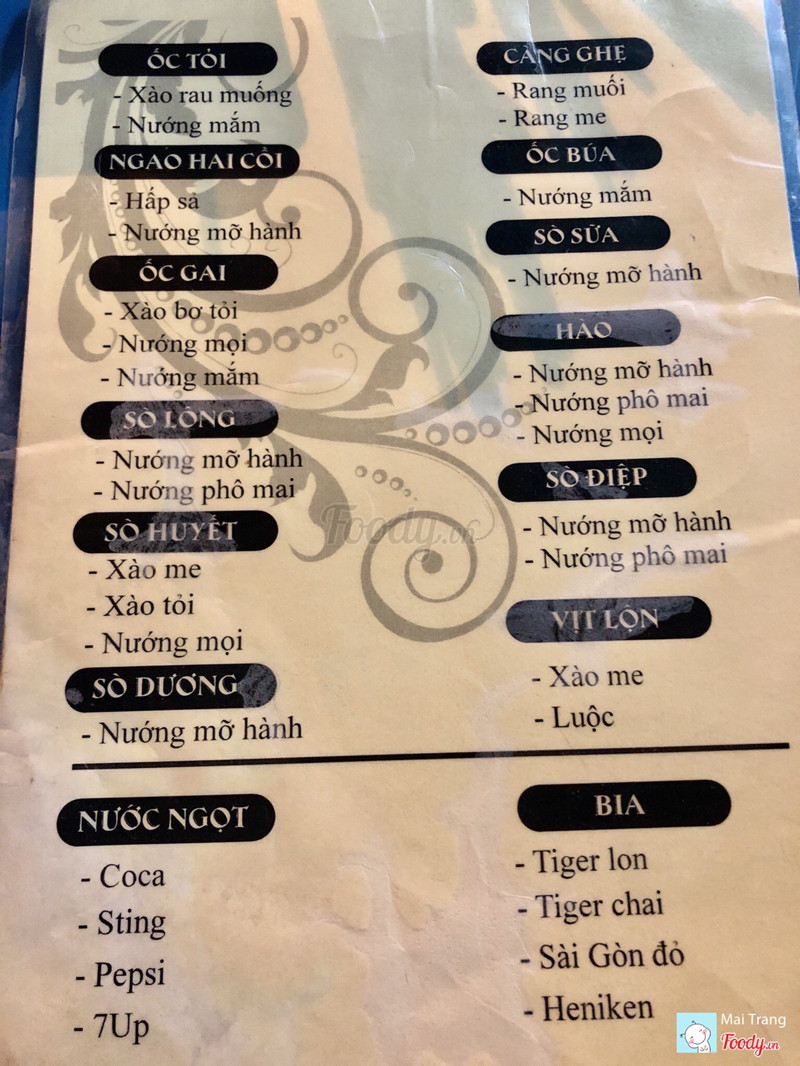 ỐC TỎI
- Xào rau muống
- Nướng mắm
NGAO HAI CỒI
- Hấp sả
- Nướng mỡ hành
ỐC GAI
- Xào bơ tỏi
- Nướng mọi
- Nướng mắm
SÒ LÔNG
- Nướng mỡ hành
- Nướng phô mai
SÒ HUYẾT
- Xào me
- Xào tỏi
- Nướng mọi
SÒ DƯƠNG
- Nướng mỡ hành
CÀNG GHẸ
- Rang muối
- Rang me
ỐC BÚA
- Nướng mắm
SÒ SỮA
- Nướng mỡ hành
HÀO
- Nướng mỡ hành
- Nướng phô mai
- Nướng mọi
SÒ ĐIỆP
- Nướng mỡ hành
- Nướng phô mai
VỊT LỘN
- Xào me
- Luộc
NƯỚC NGỌT
- Coca
- Sting
- Pepsi
- 7Up
BIA
- Tiger lon
- Tiger chai
- Sài Gòn đỏ
- Heniken
Foody.vn
Mai Trang
Foody.vn